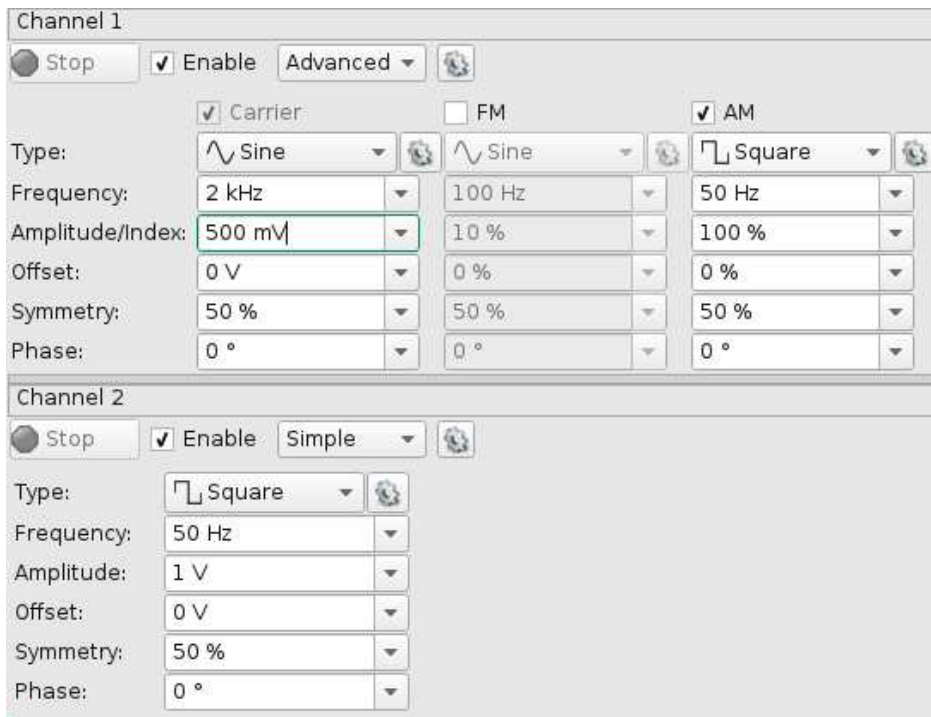 Channel 1
Stop Enable Advanced
Carrier FM AM
Type: Sine Sine Square
Frequency: 2 kHz 100 Hz 50 Hz
Amplitude/Index: 500 mV 10 % 100 %
Offset: 0 V 0 % 0 %
Symmetry: 50 % 50 % 50 %
Phase: 0 ° 0 ° 0 °
Channel 2
Stop Enable Simple
Type: Square
Frequency: 50 Hz
Amplitude: 1 V
Offset: 0 V
Symmetry: 50 %
Phase: 0 °